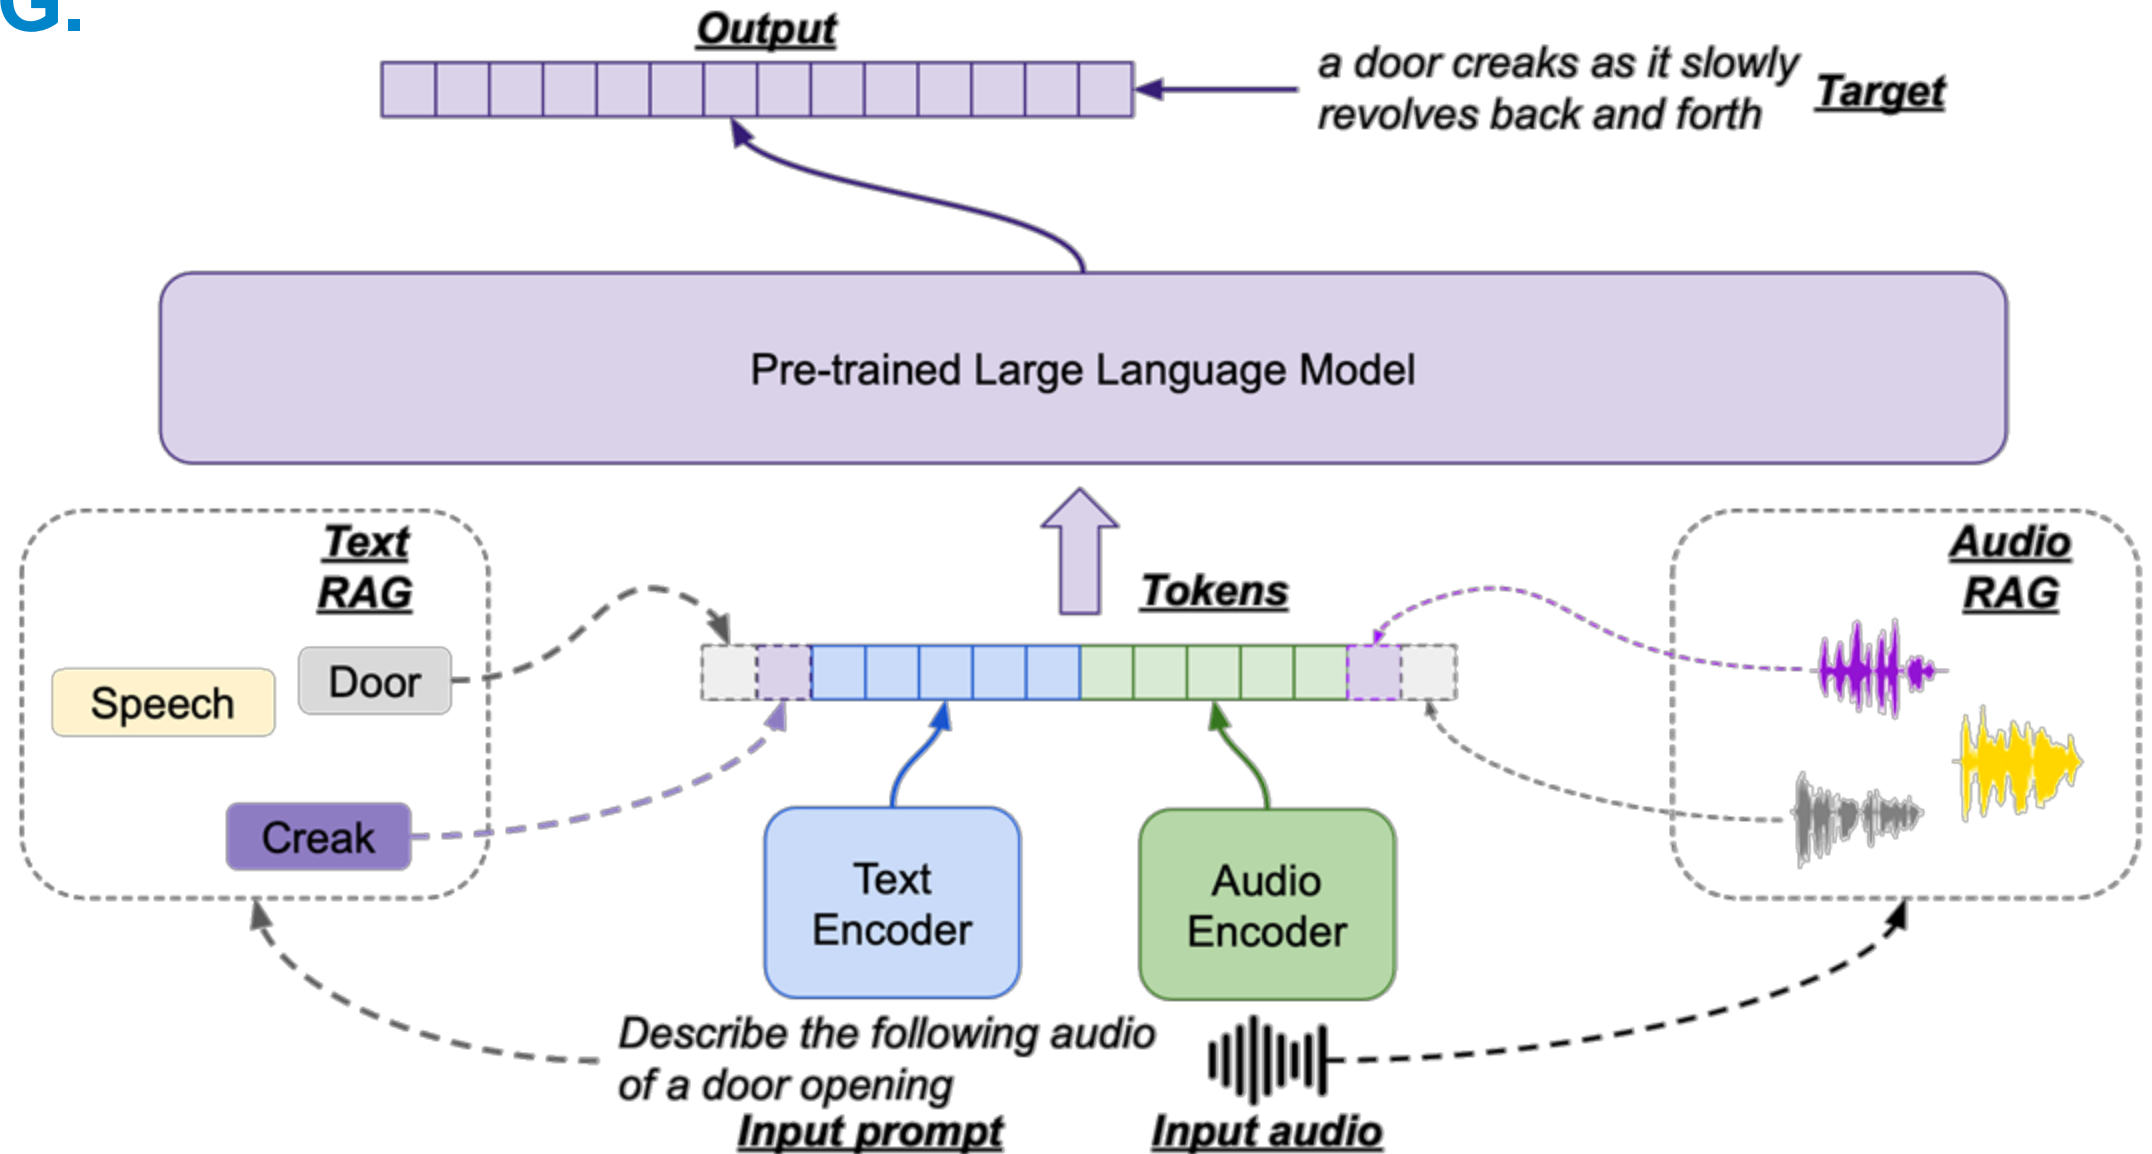 G.
Output
a door creaks as it slowly
revolves back and forth
Target
Pre-trained Large Language Model
Text
RAG
Speech
Door
Creak
Tokens
Audio
RAG
Text
Encoder
Audio
Encoder
Describe the following audio
of a door opening
Input prompt
Input audio